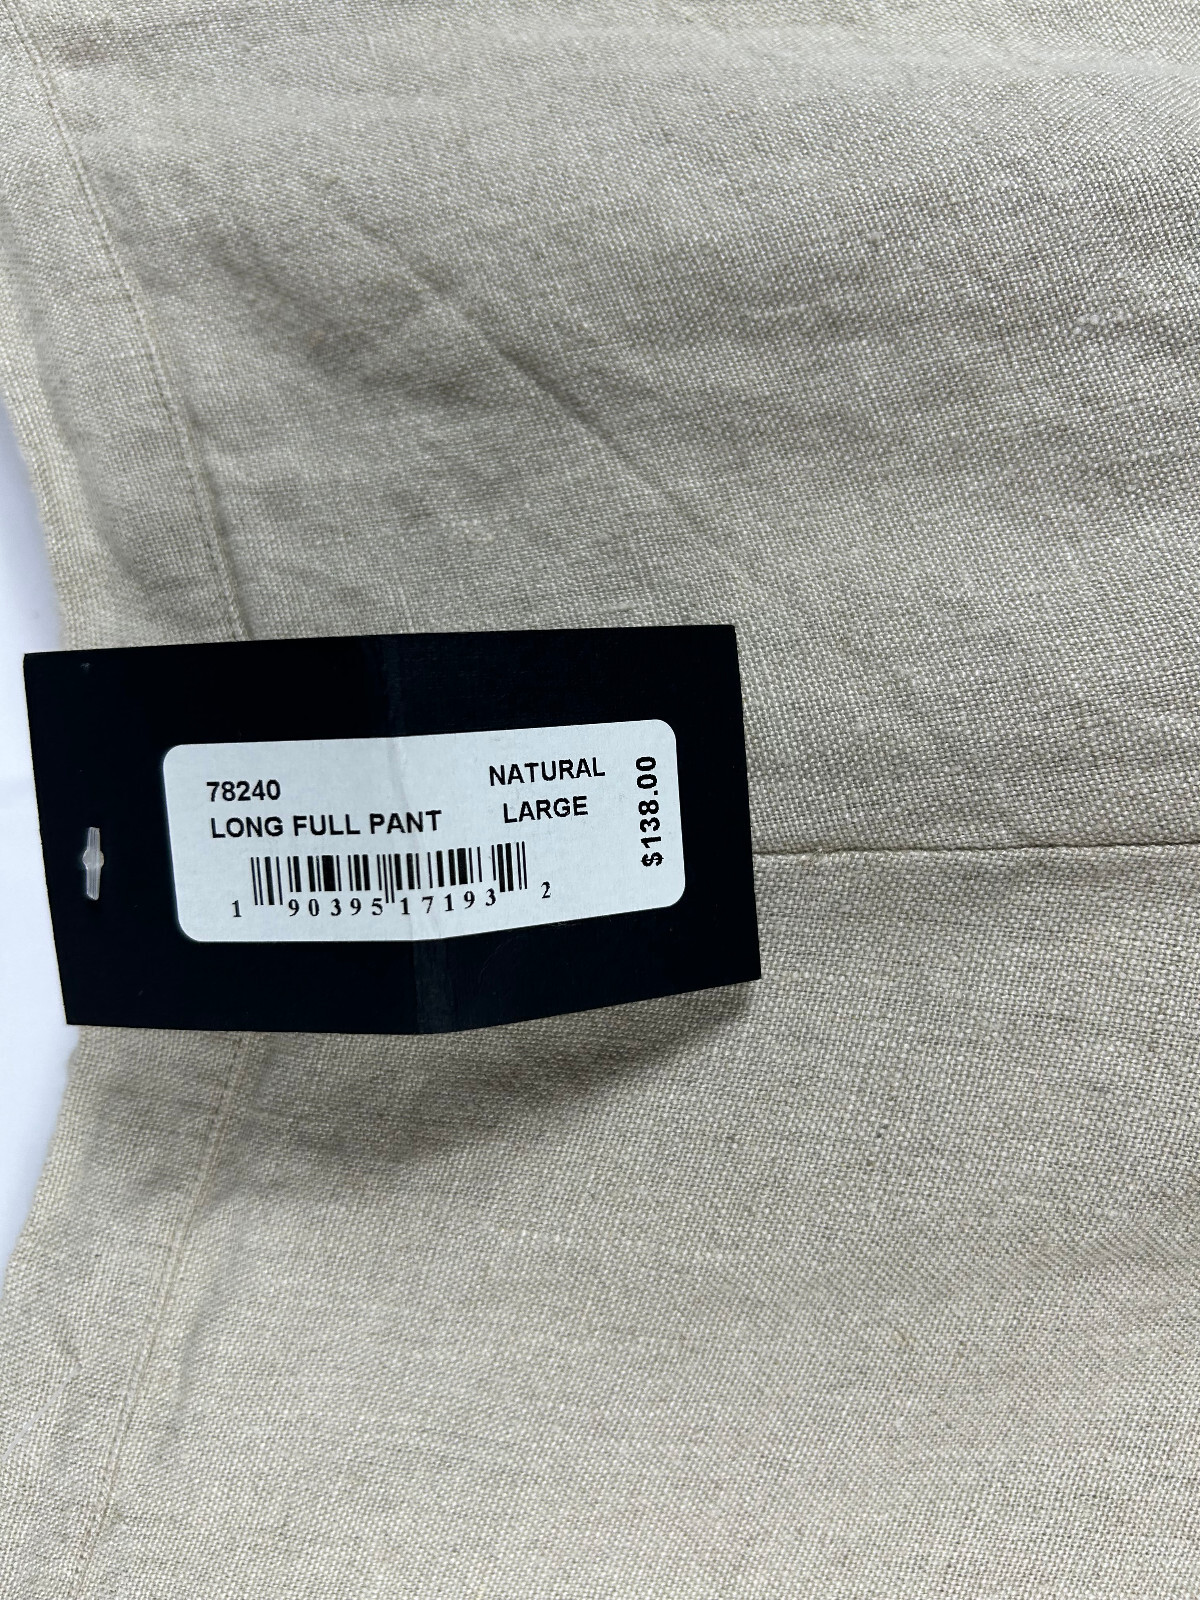 78240
LONG FULL PANT
NATURAL
LARGE
$138.00
1 90395 17193 2